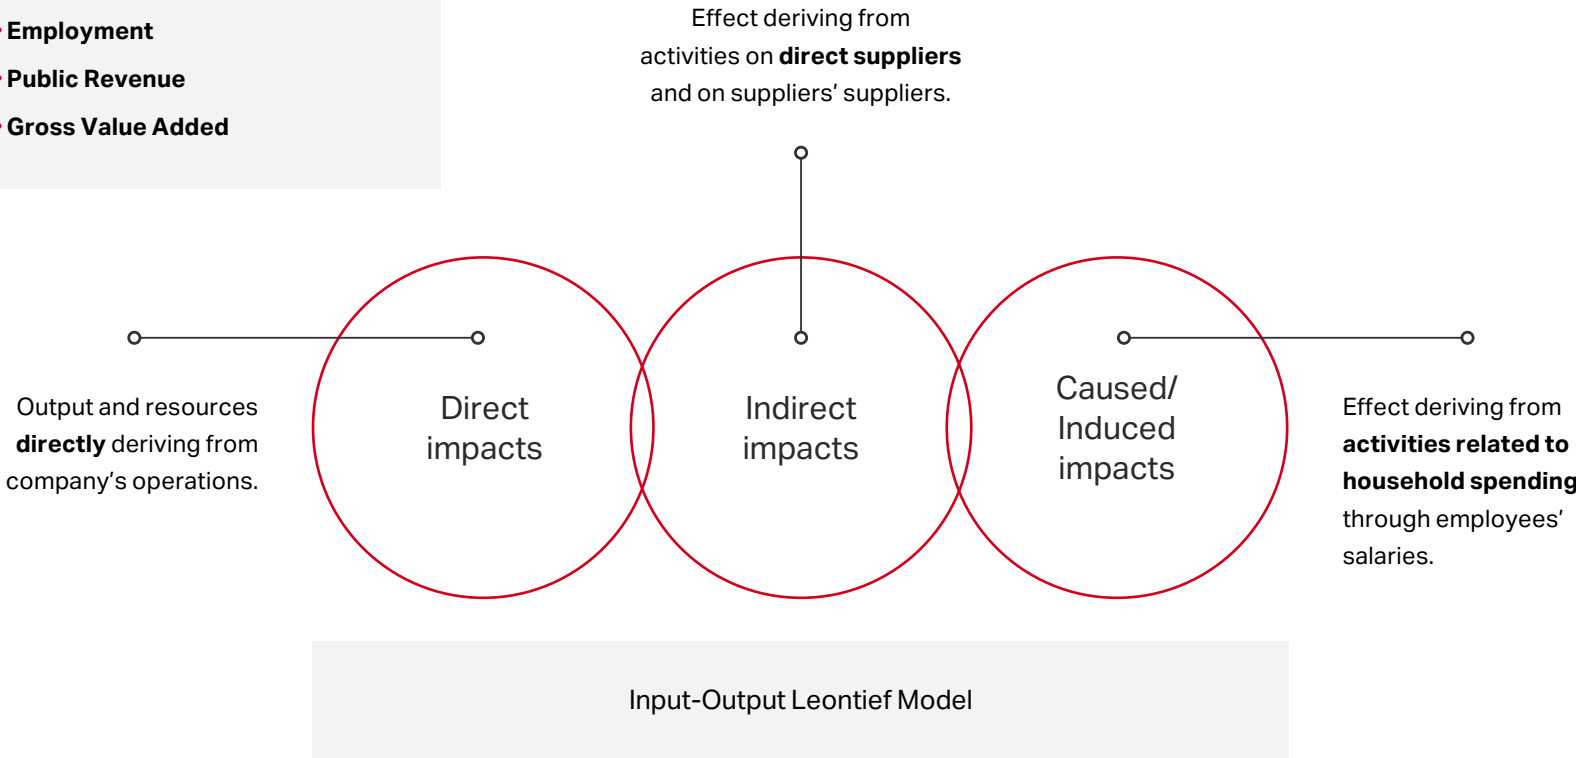 • Employment
• Public Revenue
• Gross Value Added
Effect deriving from
activities on direct suppliers
and on suppliers’ suppliers.
Output and resources
directly deriving from
company’s operations.
Direct
impacts
Indirect
impacts
Caused/
Induced
impacts
Effect deriving from
activities related to
household spending
through employees’
salaries.
Input-Output Leontief Model